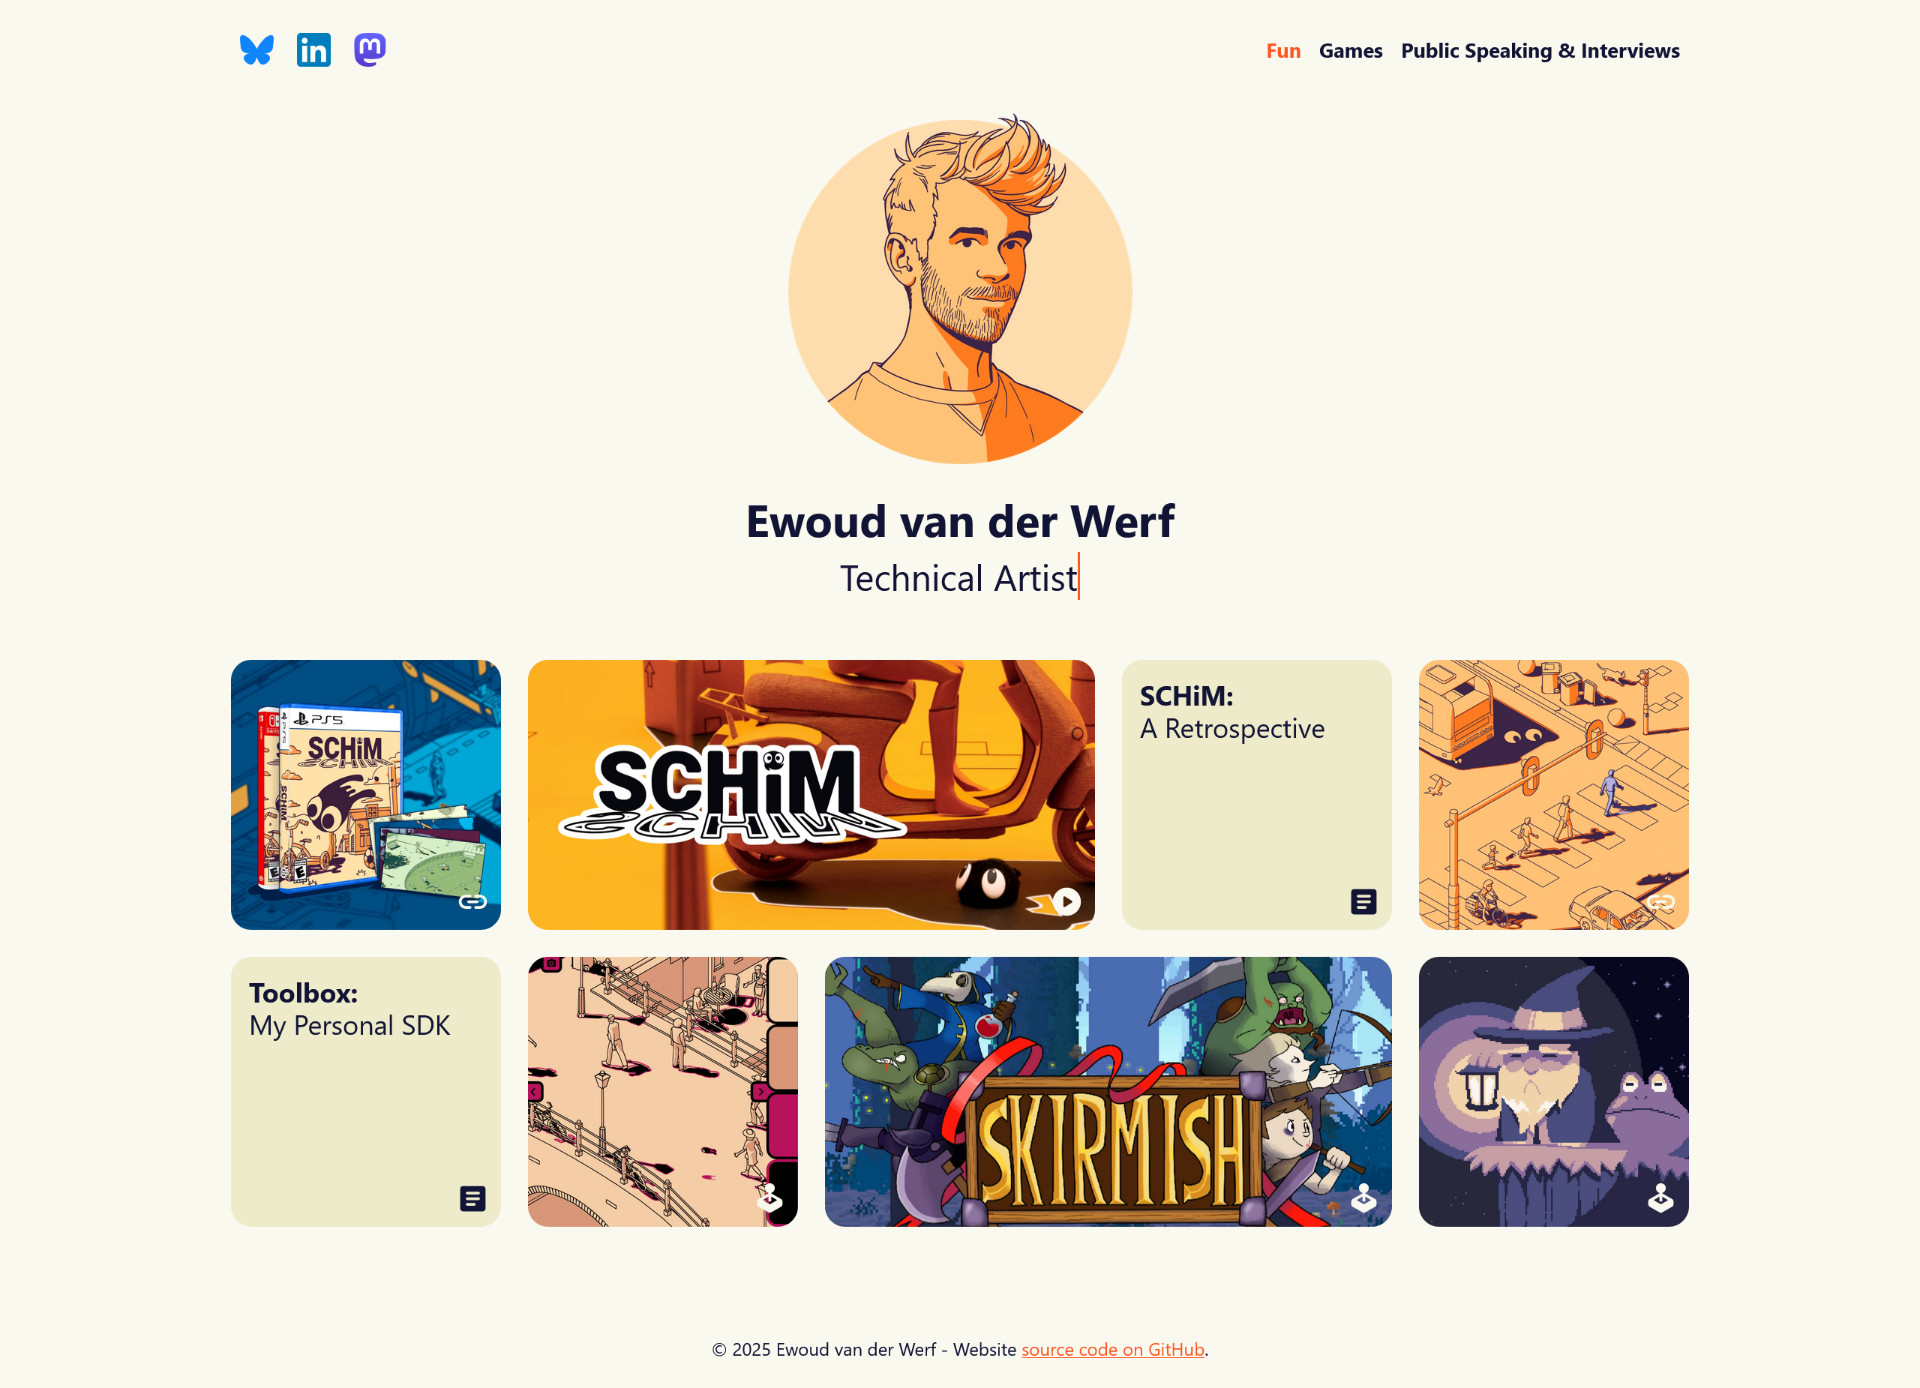 Fun Games Public Speaking & Interviews
Ewoud van der Werf
Technical Artist
PS5
SCHiM
SCHiM
E
E
SCHiM
SCHiM:
A Retrospective
Toolbox:
My Personal SDK
SKIRMISH
© 2025 Ewoud van der Werf - Website source code on GitHub.